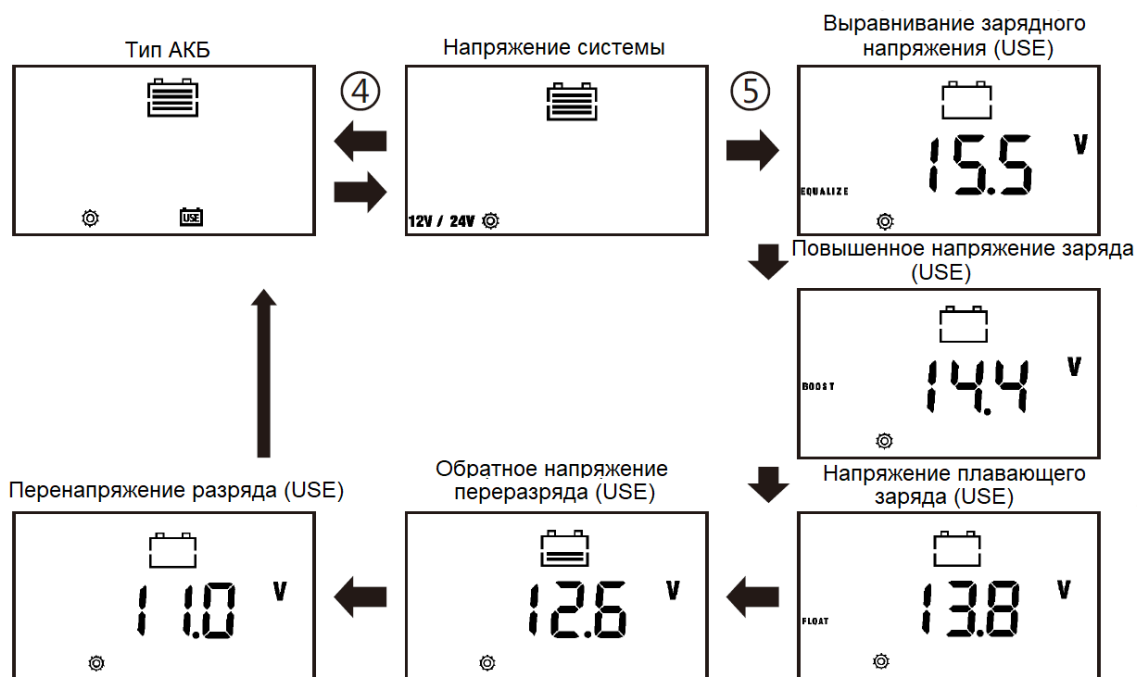 Тип АКБ
USE
④
Напряжение системы
12V / 24V
⑤
Выравнивание зарядного
напряжения (USE)
15.5 V
EQUALIZE
Повышенное напряжение заряда
(USE)
14.4 V
BOOST
Перенапряжение разряда (USE)
11.0 V
Обратное напряжение
переразряда (USE)
12.6 V
Напряжение плавающего
заряда (USE)
13.8 V
FLOAT